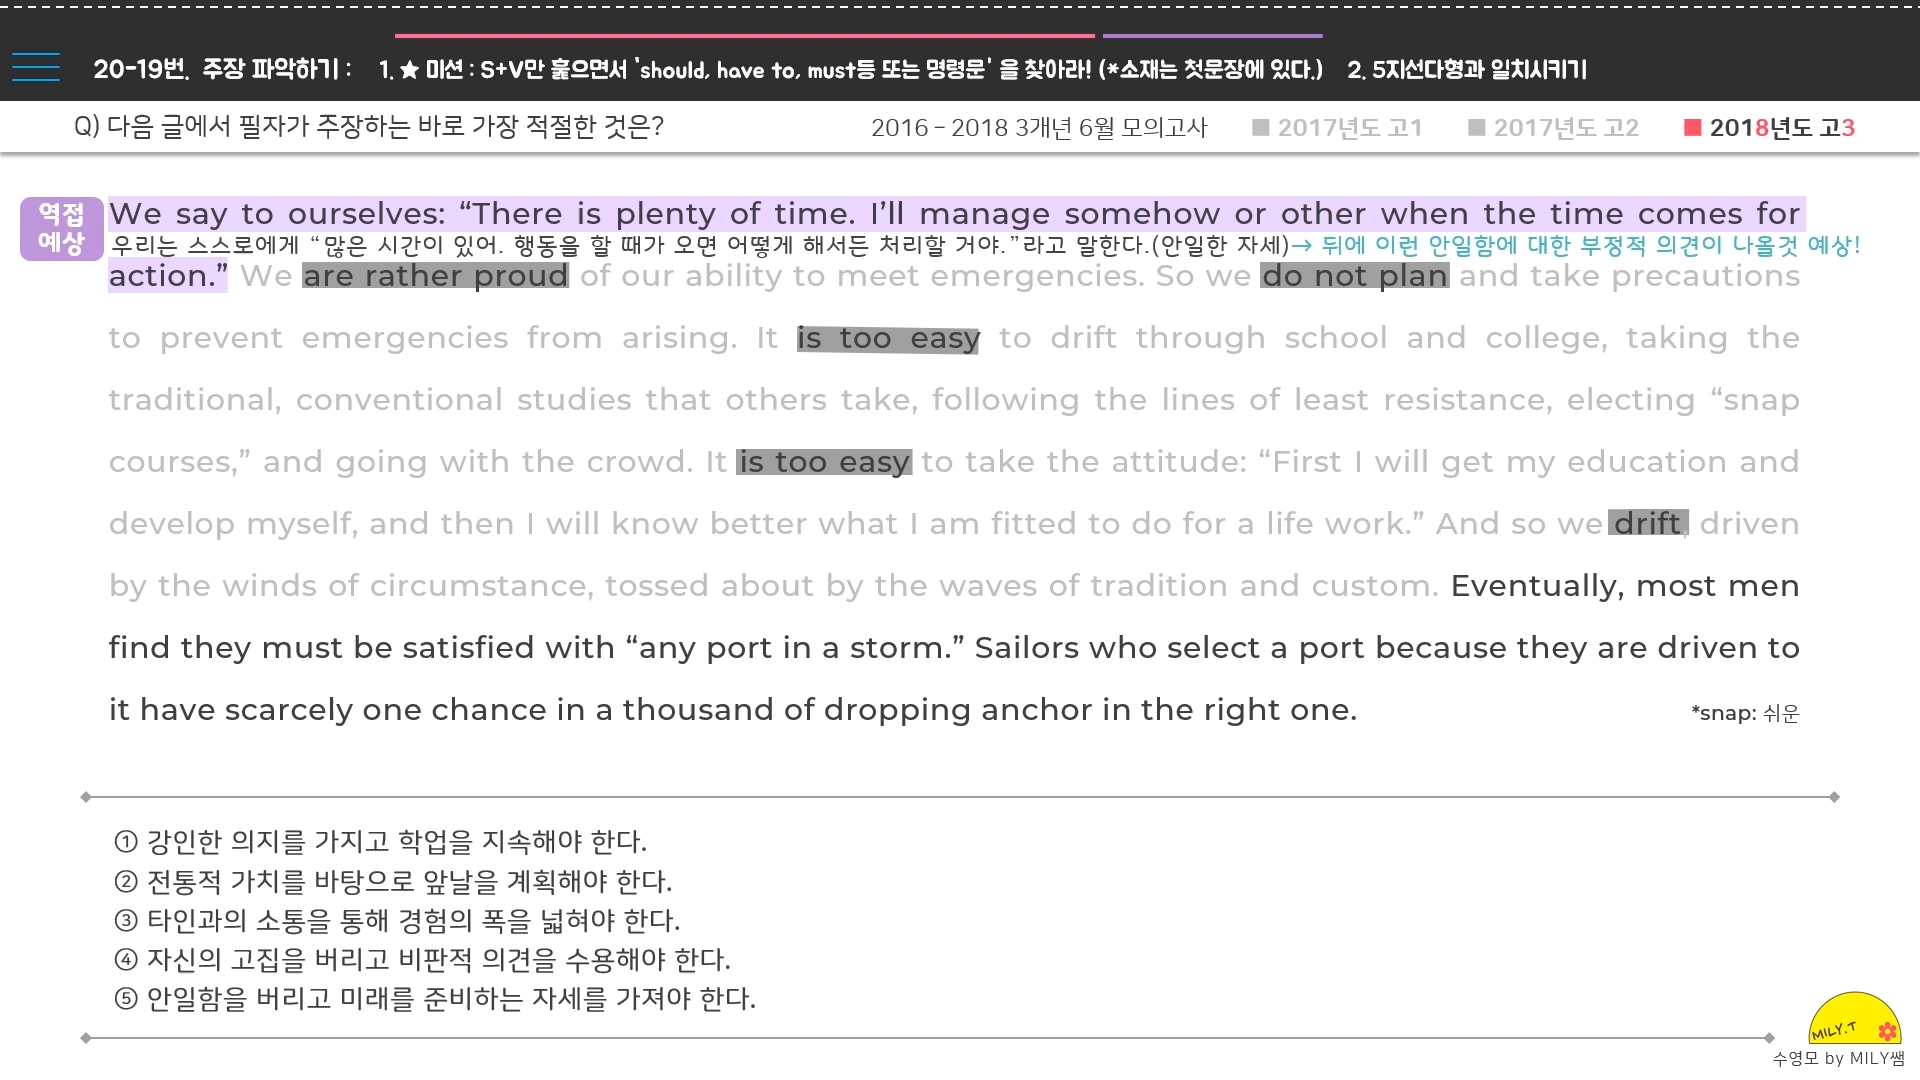 20-19번. 주장 파악하기 : 1. ★ 미션 : S+V만 훑으면서 'should, have to, must등 또는 명령문' 을 찾아라! (*소재는 첫문장에 있다.) 2. 5지선다형과 일치시키기
Q) 다음 글에서 필자가 주장하는 바로 가장 적절한 것은? 2016 – 2018 3개년 6월 모의고사 ■ 2017년도 고1 ■ 2017년도 고2 ■ 2018년도 고3
역접
예상
We say to ourselves: “There is plenty of time. I’ll manage somehow or other when the time comes for
우리는 스스로에게 “많은 시간이 있어. 행동을 할 때가 오면 어떻게 해서든 처리할 거야.”라고 말한다.(안일한 자세)→ 뒤에 이런 안일함에 대한 부정적 의견이 나올것 예상!
action.” We are rather proud of our ability to meet emergencies. So we do not plan and take precautions
to prevent emergencies from arising. It is too easy to drift through school and college, taking the
traditional, conventional studies that others take, following the lines of least resistance, electing “snap
courses,” and going with the crowd. It is too easy to take the attitude: “First I will get my education and
develop myself, and then I will know better what I am fitted to do for a life work.” And so we drift, driven
by the winds of circumstance, tossed about by the waves of tradition and custom. Eventually, most men
find they must be satisfied with “any port in a storm.” Sailors who select a port because they are driven to
it have scarcely one chance in a thousand of dropping anchor in the right one. *snap: 쉬운
① 강인한 의지를 가지고 학업을 지속해야 한다.
② 전통적 가치를 바탕으로 앞날을 계획해야 한다.
③ 타인과의 소통을 통해 경험의 폭을 넓혀야 한다.
④ 자신의 고집을 버리고 비판적 의견을 수용해야 한다.
⑤ 안일함을 버리고 미래를 준비하는 자세를 가져야 한다.
MILY.T
수영모 by MILY쌤